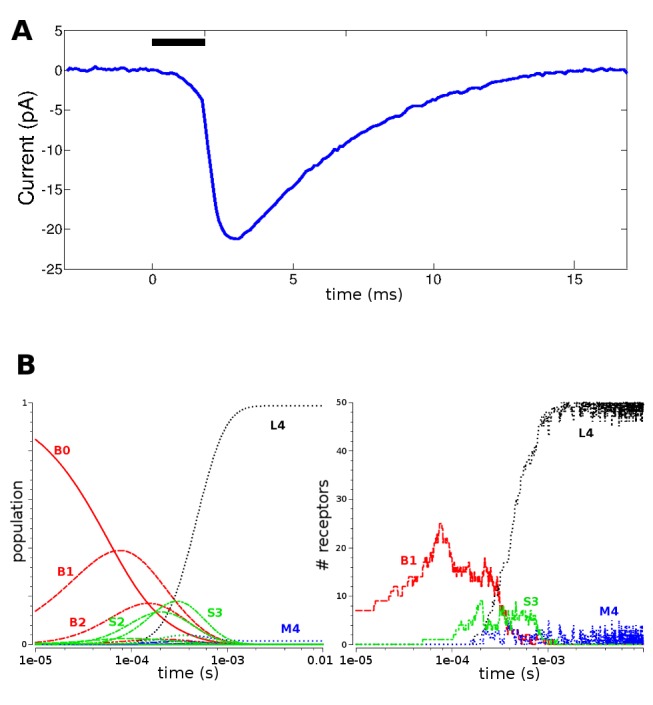 A
5
0
-5
-10
-15
-20
-25
Current (pA)
0 5 10 15
time (ms)
B
1
0
population
B0
B1
B2
S2
S3
L4
M4
1e-05 1e-04 1e-03 0.01
time (s)
50
40
30
20
10
0
# receptors
B1
S3
L4
M4
1e-05 1e-04 1e-03
time (s)